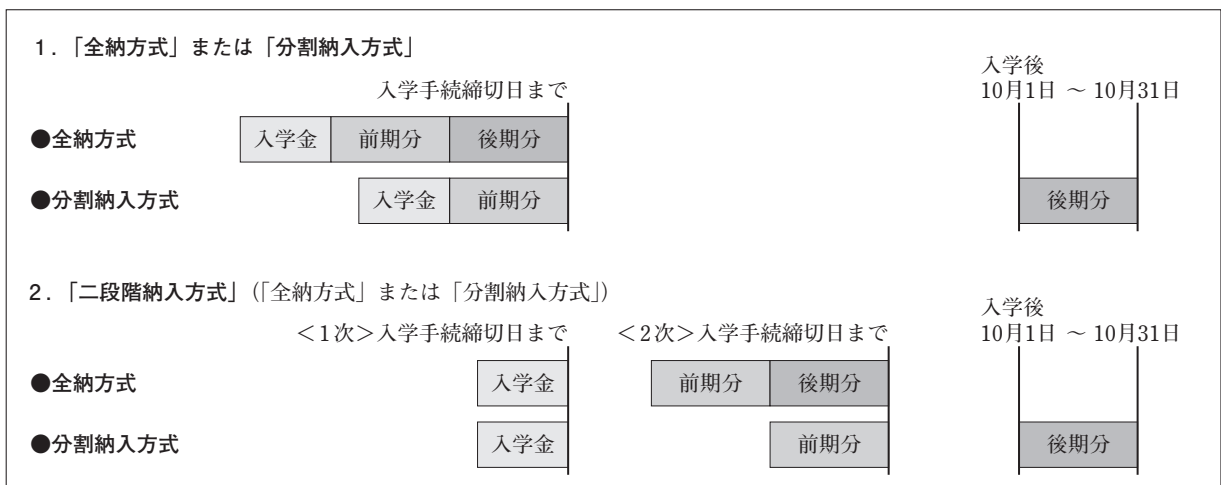 1.「全納方式」または「分割納入方式」
入学手続締切日まで
入学後
10月1日 ～ 10月31日
●全納方式
入学金 前期分 後期分
●分割納入方式
入学金 前期分
後期分
2.「二段階納入方式」(「全納方式」または「分割納入方式」)
＜1次＞入学手続締切日まで
＜2次＞入学手続締切日まで
入学後
10月1日 ～ 10月31日
●全納方式
入学金
前期分 後期分
●分割納入方式
入学金
前期分
後期分